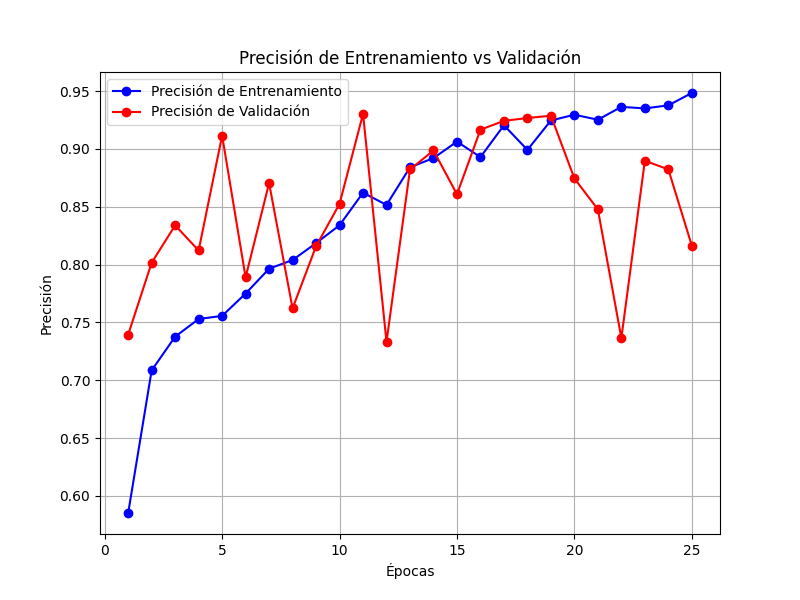 Precisión de Entrenamiento vs Validación
Precisión de Entrenamiento
Precisión de Validación
0.95
0.90
0.85
0.80
0.75
0.70
0.65
0.60
Precisión
0
5
10
15
20
25
Épocas